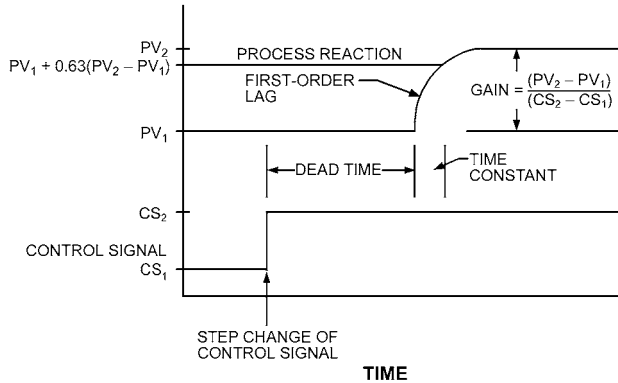 PV₂
PROCESS REACTION
PV₁ + 0.63(PV₂ – PV₁)
FIRST-ORDER
LAG
GAIN = (PV₂ – PV₁)
(CS₂ – CS₁)
PV₁
DEAD TIME
TIME
CONSTANT
CS₂
CONTROL SIGNAL
CS₁
STEP CHANGE OF
CONTROL SIGNAL
TIME